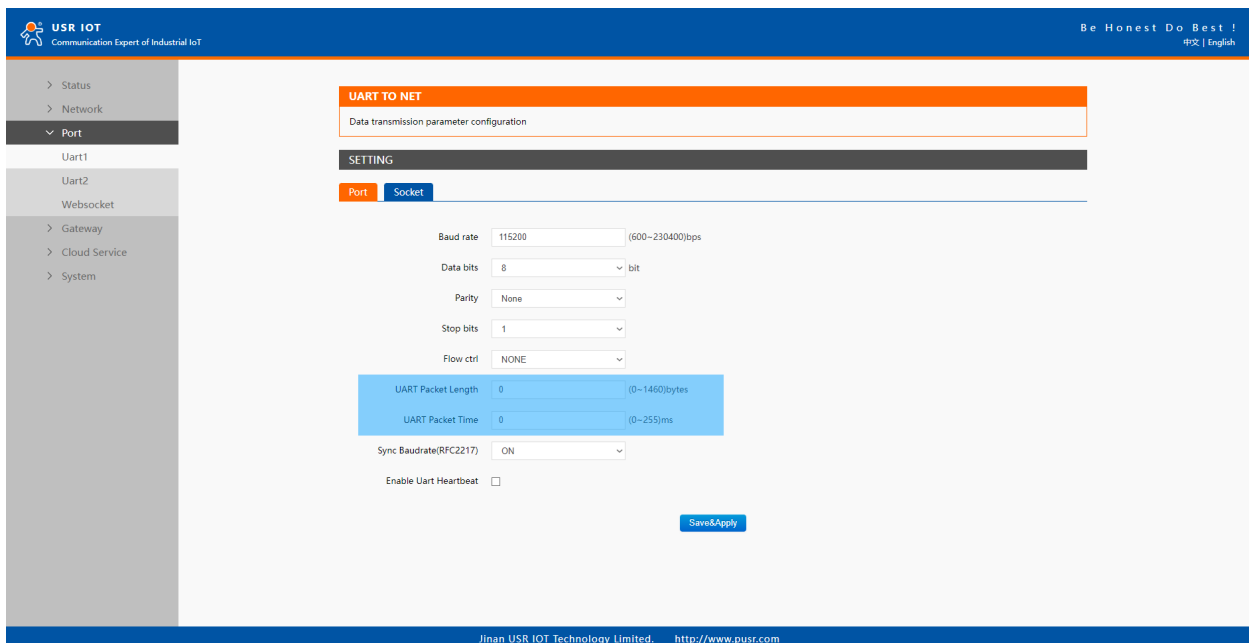 USR IOT
Communication Expert of Industrial IoT
Be Honest Do Best !
中文 | English
Status
Network
Port
Uart1
Uart2
Websocket
Gateway
Cloud Service
System
UART TO NET
Data transmission parameter configuration
SETTING
Port Socket
Baud rate 115200 (600~230400)bps
Data bits 8 bit
Parity None
Stop bits 1
Flow ctrl NONE
UART Packet Length 0 (0~1460)bytes
UART Packet Time 0 (0~255)ms
Sync Baudrate(RFC2217) ON
Enable Uart Heartbeat
Save&Apply
Jinan USR IOT Technology Limited. http://www.pusr.com